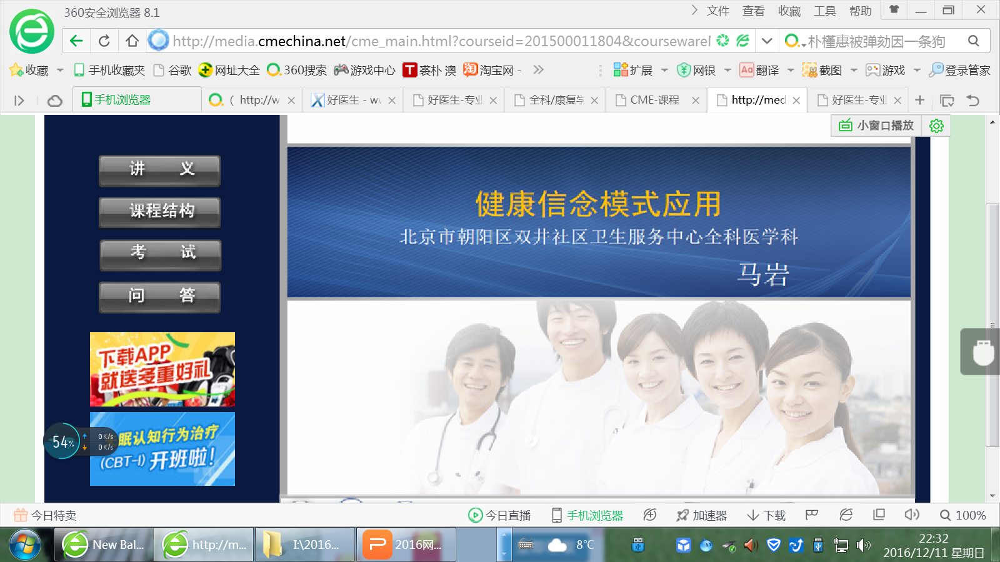 360安全浏览器 8.1
文件 查看 收藏 工具 帮助
http://media.cmechina.net/cme_main.html?courseid=201500011804&coursewareI
朴槿惠被弹劾因一条狗
收藏 手机收藏夹 谷歌 网址大全 360搜索 游戏中心 裘朴 澳 淘宝网 - 扩展 网银 翻译 截图 游戏 登录管家
手机浏览器 ( http://w 好医生 - wv 好医生-专业 全科/康复学 CME-课程 http://med 好医生-专业
小窗口播放
讲 义
课程结构
考 试
问 答
健康信念模式应用
北京市朝阳区双井社区卫生服务中心全科医学科
马岩
下载APP
就送多重好礼
眠认知行为治疗
(CBT-I) 开班啦!
54%
0K/s
0K/s
今日特卖 今日直播 手机浏览器 加速器 下载 100%
New Bal... http://m... I:\2016... 2016网... 8℃
22:32
2016/12/11 星期日